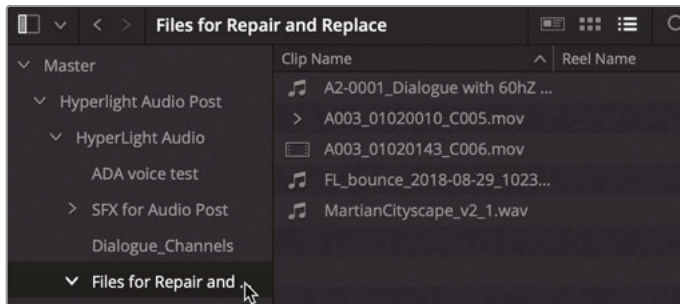 Files for Repair and Replace
Master
Hyperlight Audio Post
HyperLight Audio
ADA voice test
SFX for Audio Post
Dialogue_Channels
Files for Repair and ...
Clip Name
Reel Name
A2-0001_Dialogue with 60hZ ...
A003_01020010_C005.mov
A003_01020143_C006.mov
FL_bounce_2018-08-29_1023...
MartianCityscape_v2_1.wav